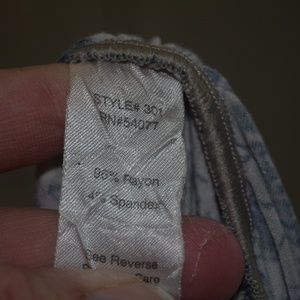 STYLE# 301
RN#54077
96% Rayon
4% Spandex
See Reverse
Care